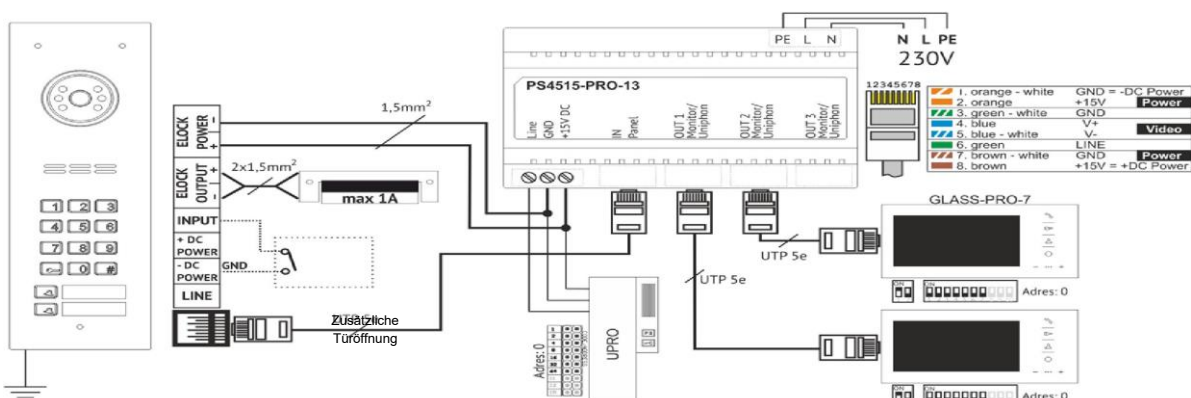 PE L N
N L PE
230V
PS4515-PRO-13
Line
GND
+15V DC
IN
Panel
OUT 1
Monitor/
Uniphon
OUT 2
Monitor/
Uniphon
OUT 3
Monitor/
Uniphon
12345678
1. orange - white GND = -DC Power
2. orange +15V Power
3. green - white GND
4. blue V+
5. blue - white V- Video
6. green LINE
7. brown - white GND Power
8. brown +15V = +DC Power
1 2 3
4 5 6
7 8 9
0 #
ELOCK
POWER
- +
1,5mm²
ELOCK
OUTPUT
+ -
2x1,5mm²
max 1A
INPUT
+ DC
POWER
- DC
POWER
GND
LINE
Zusätzliche
Türöffnung
UTP 5e
UTP 5e
GLASS-PRO-7
ON
ON
Adres: 0
UPRO
Adres: 0
ON
ON
Adres: 0